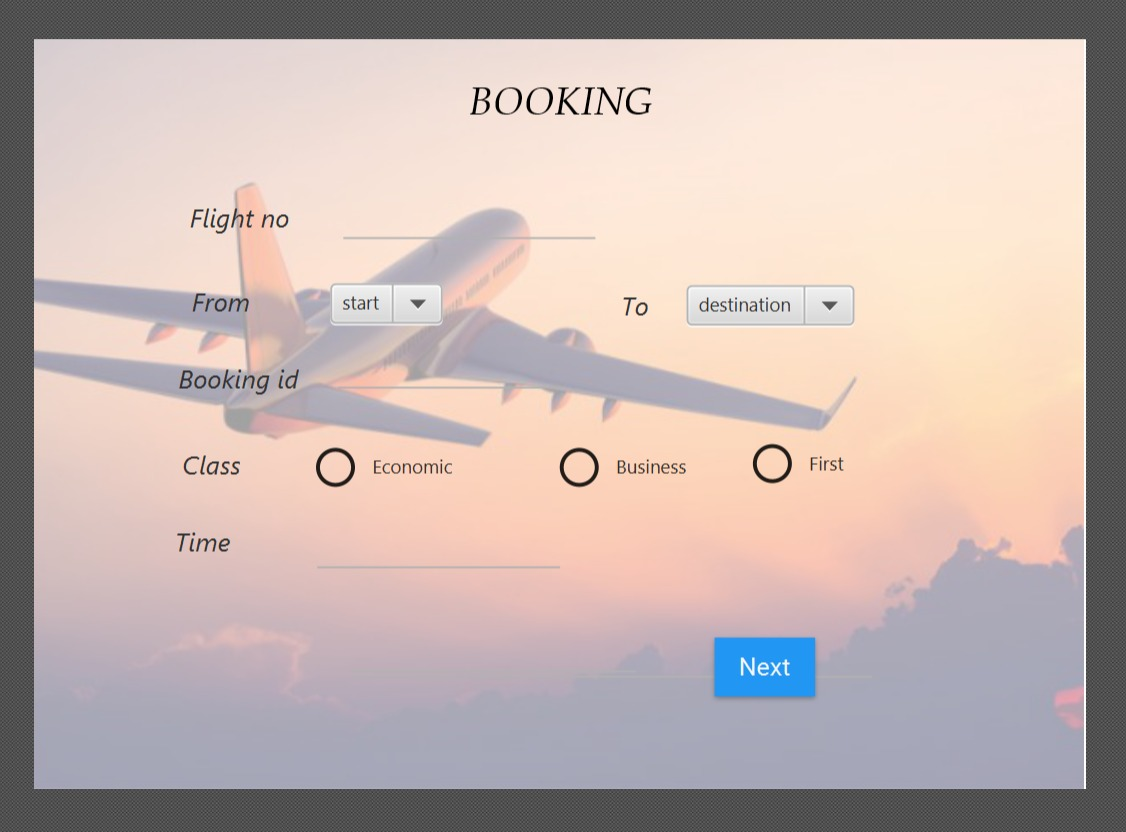 BOOKING
Flight no
From start To destination
Booking id
Class Economic Business First
Time
Next